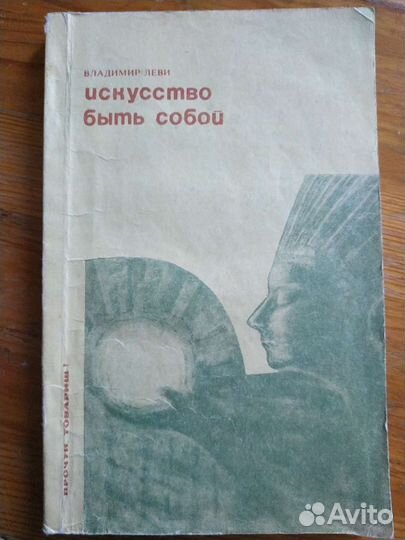 ВЛАДИМИР ЛЕВИ
искусство
быть собой
ПРОЧТИ, ТОВАРИЩ!
Avito